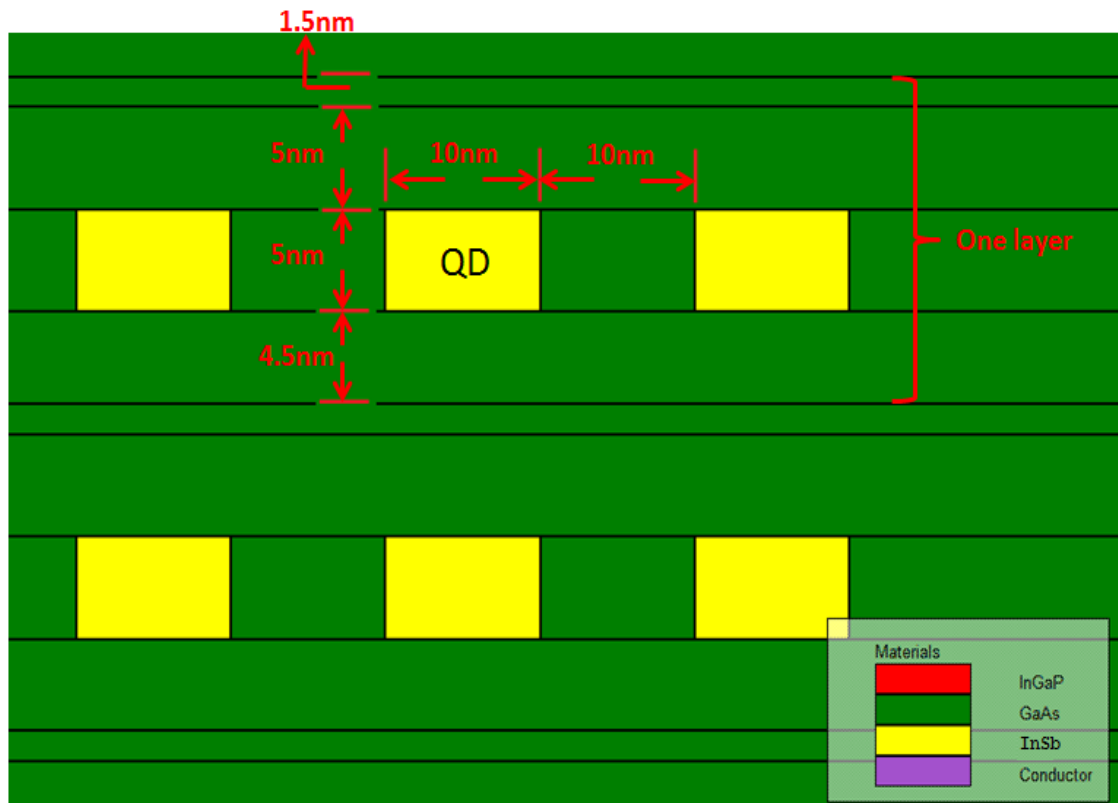 1.5nm
5nm
10nm
10nm
5nm
QD
One layer
4.5nm
Materials
InGaP
GaAs
InSb
Conductor